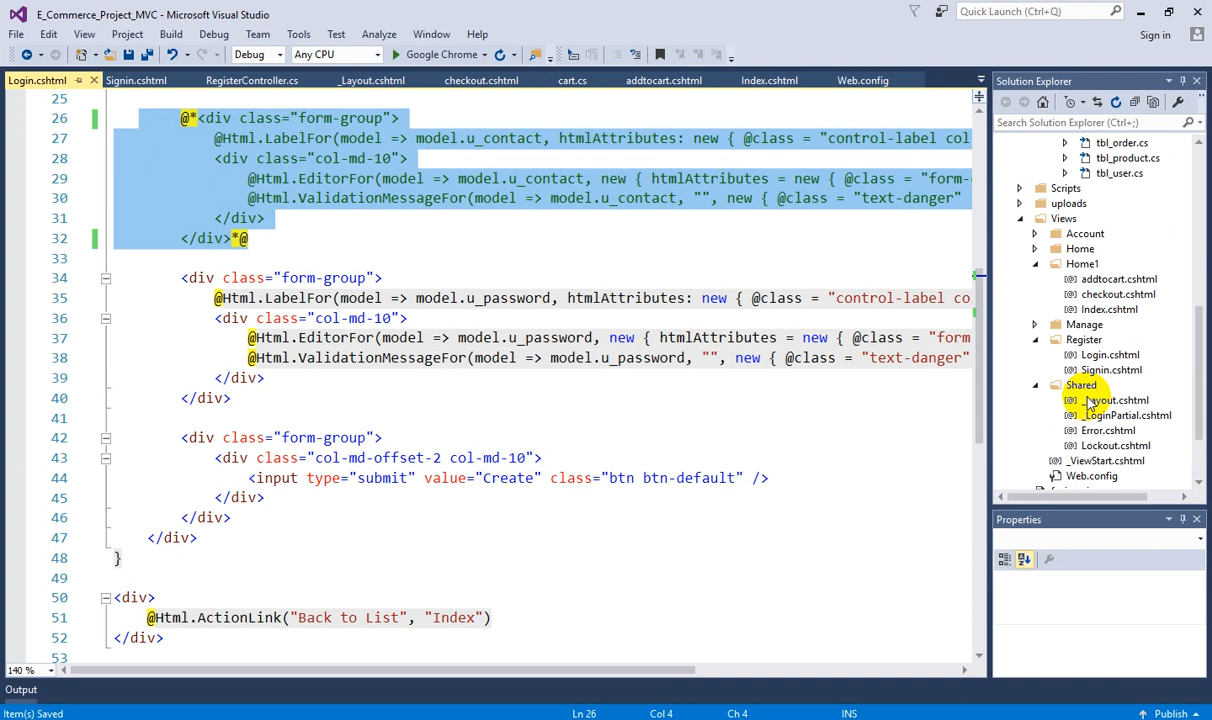 E_Commerce_Project_MVC - Microsoft Visual Studio
Quick Launch (Ctrl+Q)
File Edit View Project Build Debug Team Tools Test Analyze Window Help
Sign in
Debug Any CPU Google Chrome
Login.cshtml Signin.cshtml RegisterController.cs _Layout.cshtml checkout.cshtml cart.cs addtocart.cshtml Index.cshtml Web.config
25
26 @*<div class="form-group">
27 @Html.LabelFor(model => model.u_contact, htmlAttributes: new { @class = "control-label col
28 <div class="col-md-10">
29 @Html.EditorFor(model => model.u_contact, new { htmlAttributes = new { @class = "form-
30 @Html.ValidationMessageFor(model => model.u_contact, "", new { @class = "text-danger"
31 </div>
32 </div>*@
33
34 <div class="form-group">
35 @Html.LabelFor(model => model.u_password, htmlAttributes: new { @class = "control-label co
36 <div class="col-md-10">
37 @Html.EditorFor(model => model.u_password, new { htmlAttributes = new { @class = "form
38 @Html.ValidationMessageFor(model => model.u_password, "", new { @class = "text-danger"
39 </div>
40 </div>
41
42 <div class="form-group">
43 <div class="col-md-offset-2 col-md-10">
44 <input type="submit" value="Create" class="btn btn-default" />
45 </div>
46 </div>
47 </div>
48 }
49
50 <div>
51 @Html.ActionLink("Back to List", "Index")
52 </div>
53
140 %
Solution Explorer
Search Solution Explorer (Ctrl+;)
tbl_order.cs
tbl_product.cs
tbl_user.cs
Scripts
uploads
Views
Account
Home
Home1
addtocart.cshtml
checkout.cshtml
Index.cshtml
Manage
Register
Login.cshtml
Signin.cshtml
Shared
_Layout.cshtml
_LoginPartial.cshtml
Error.cshtml
Lockout.cshtml
_ViewStart.cshtml
Web.config
Properties
Output
Item(s) Saved Ln 26 Col 4 Ch 4 INS Publish